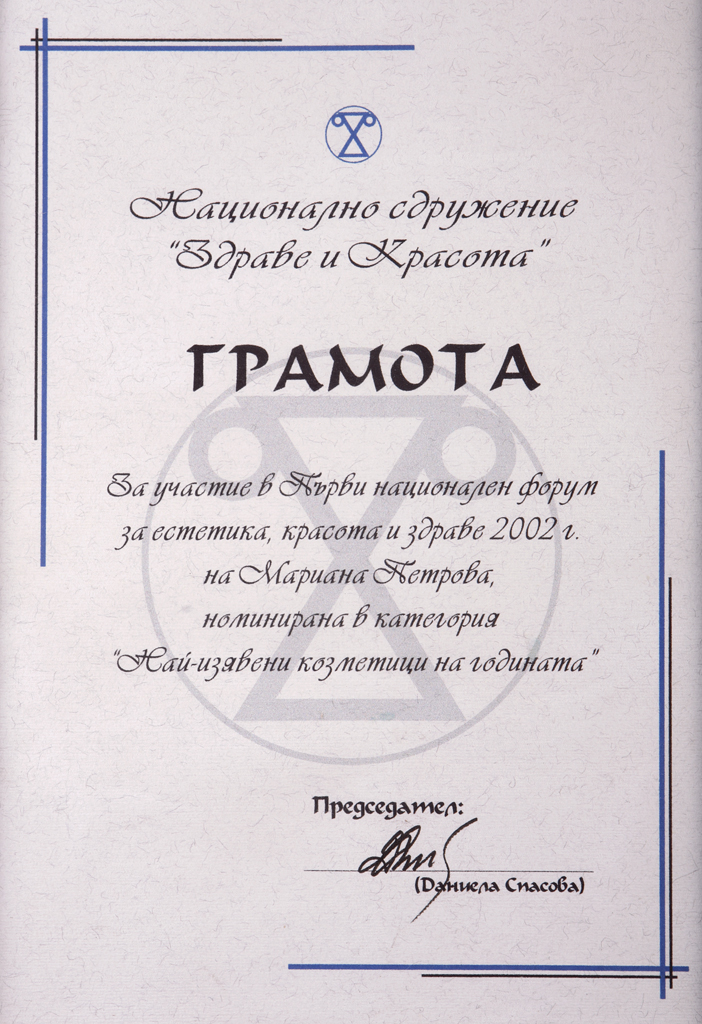 Национално сдружение
"Здраве и Красота"
ГРАМОТА
За участие в Първи национален форум
за естетика, красота и здраве 2002 г.
на Мариана Петрова,
номинирана в категория
"Най-изявени козметици на годината"
Председател:
(Даниела Спасова)